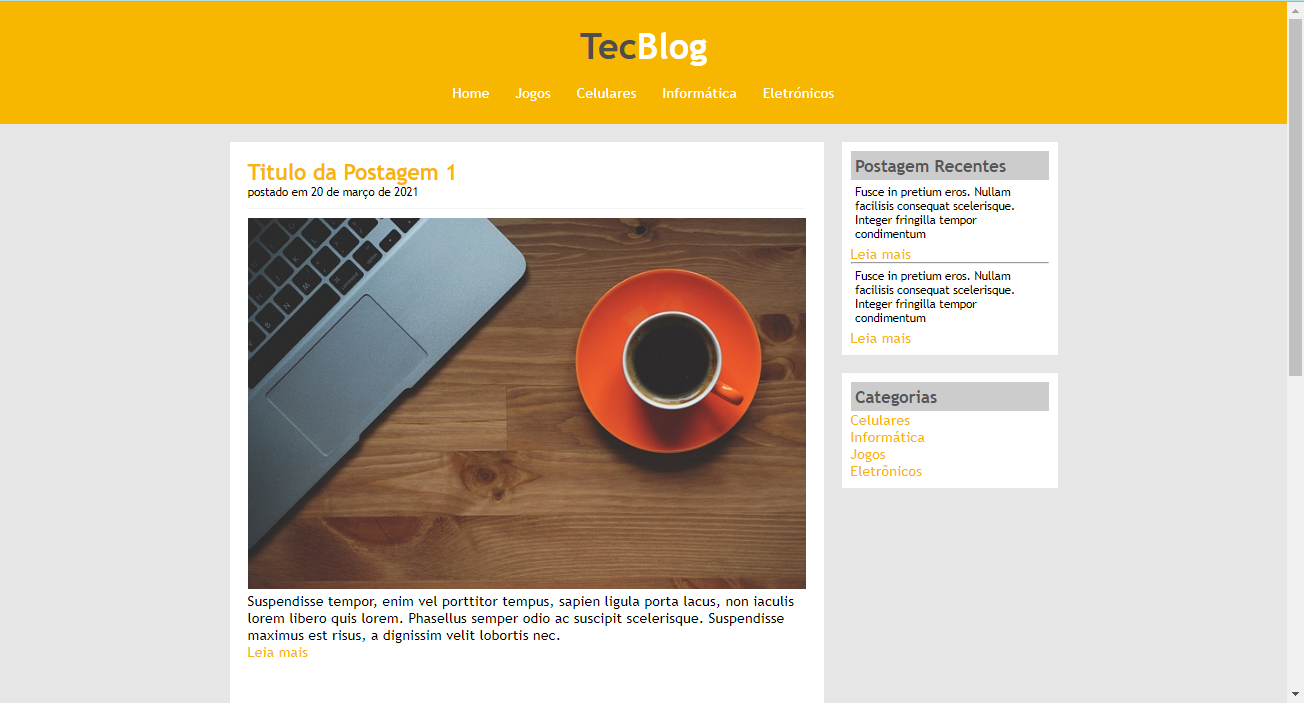 TecBlog
Home Jogos Celulares Informática Eletrónicos
Titulo da Postagem 1
postado em 20 de março de 2021
Suspendisse tempor, enim vel porttitor tempus, sapien ligula porta lacus, non iaculis
lorem libero quis lorem. Phasellus semper odio ac suscipit scelerisque. Suspendisse
maximus est risus, a dignissim velit lobortis nec.
Leia mais
Postagem Recentes
Fusce in pretium eros. Nullam
facilisis consequat scelerisque.
Integer fringilla tempor
condimentum
Leia mais
Fusce in pretium eros. Nullam
facilisis consequat scelerisque.
Integer fringilla tempor
condimentum
Leia mais
Categorias
Celulares
Informática
Jogos
Eletrõnicos